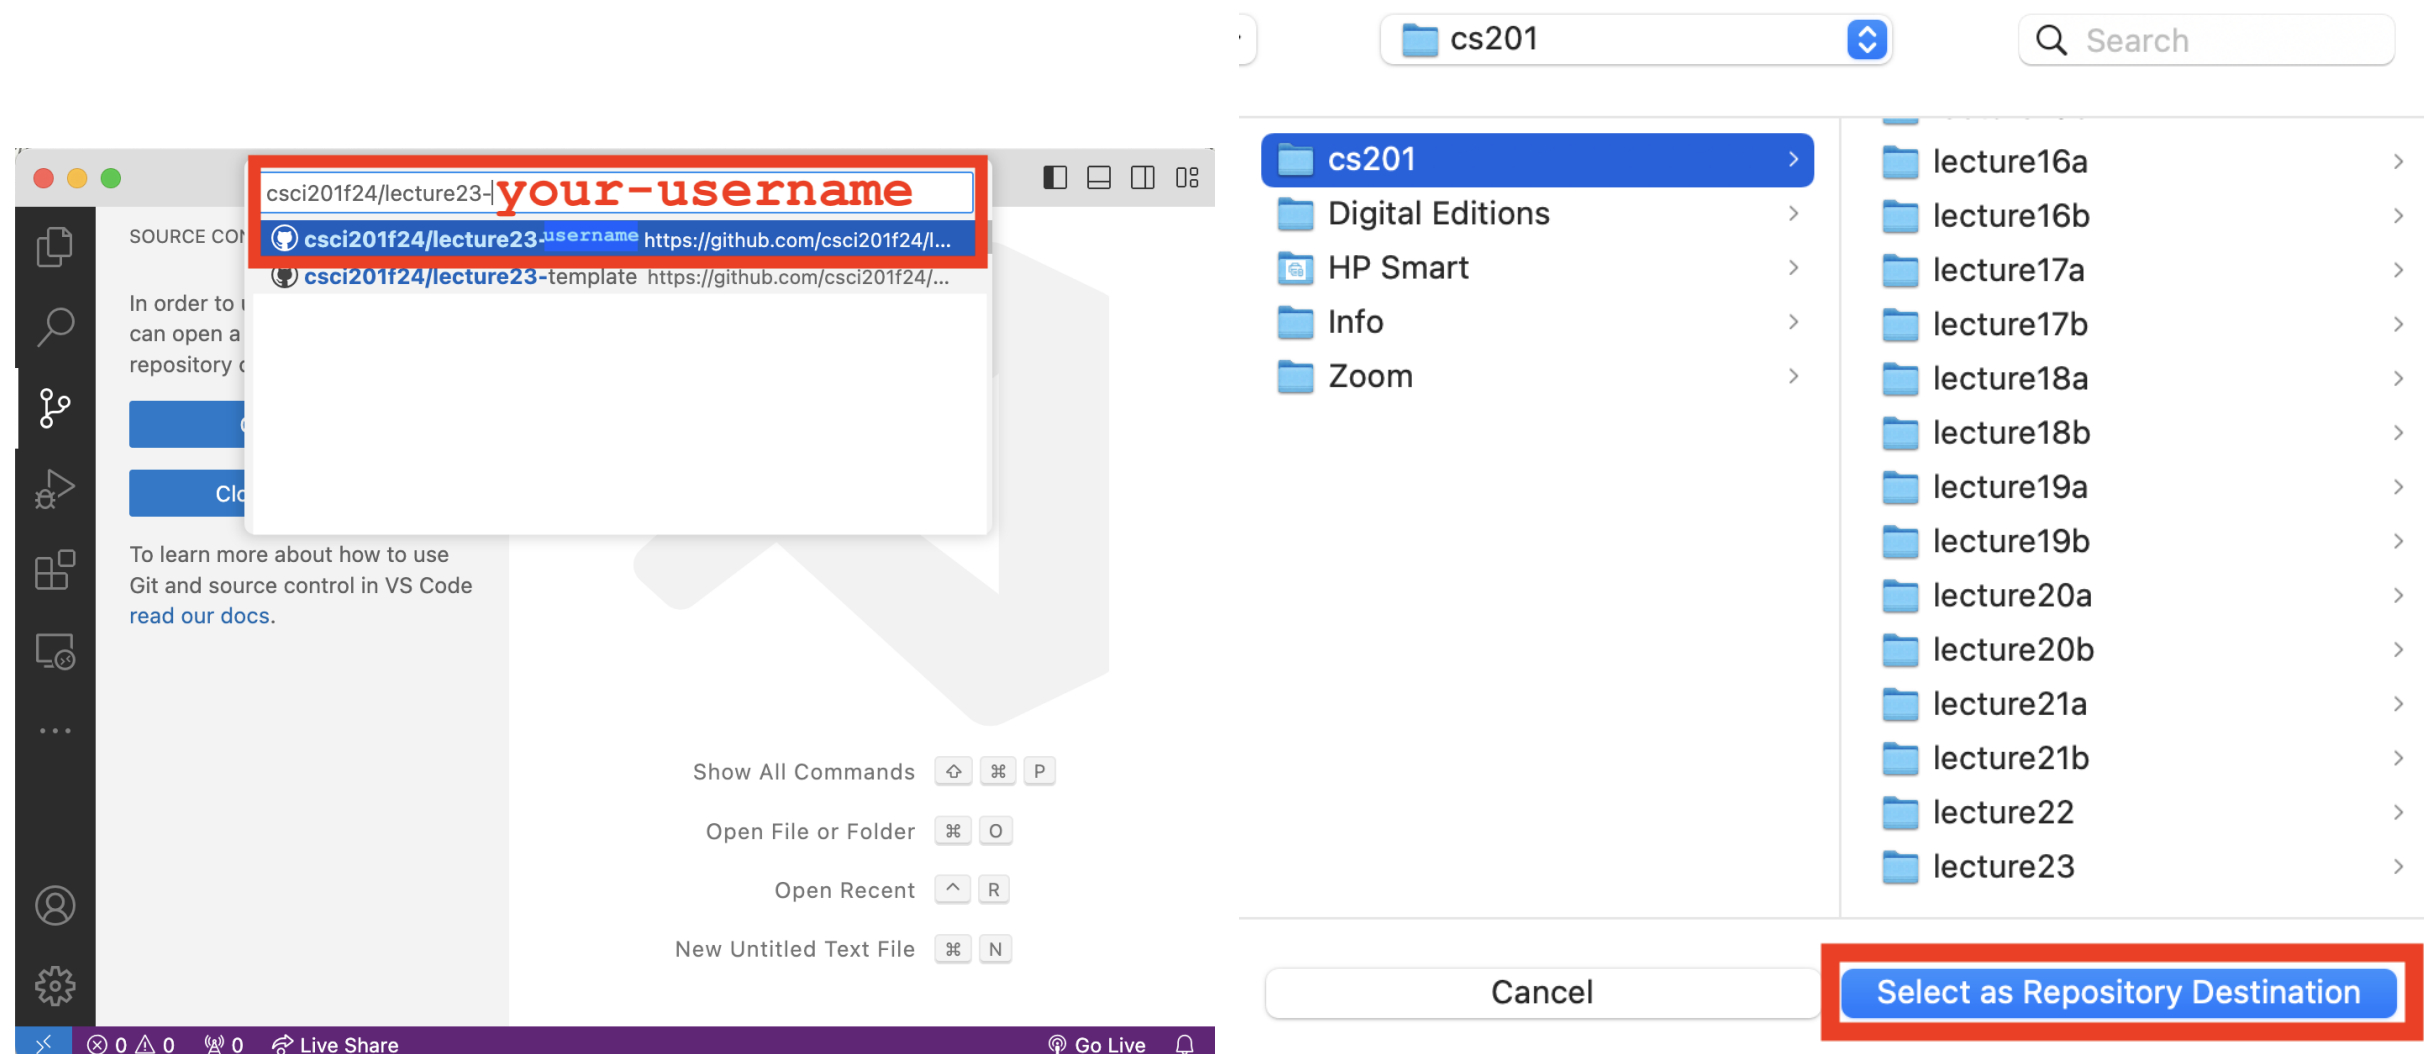 csci201f24/lecture23-your-username
csci201f24/lecture23-username https://github.com/csci201f24/l...
csci201f24/lecture23-template https://github.com/csci201f24/...
SOURCE CON
In order to
can open a
repository
Clo
To learn more about how to use
Git and source control in VS Code
read our docs.
Show All Commands ⇧ ⌘ P
Open File or Folder ⌘ O
Open Recent ^ R
New Untitled Text File ⌘ N
0 0 0 Live Share Go Live
cs201 Search
cs201
Digital Editions
HP Smart
Info
Zoom
lecture16a
lecture16b
lecture17a
lecture17b
lecture18a
lecture18b
lecture19a
lecture19b
lecture20a
lecture20b
lecture21a
lecture21b
lecture22
lecture23
Cancel Select as Repository Destination